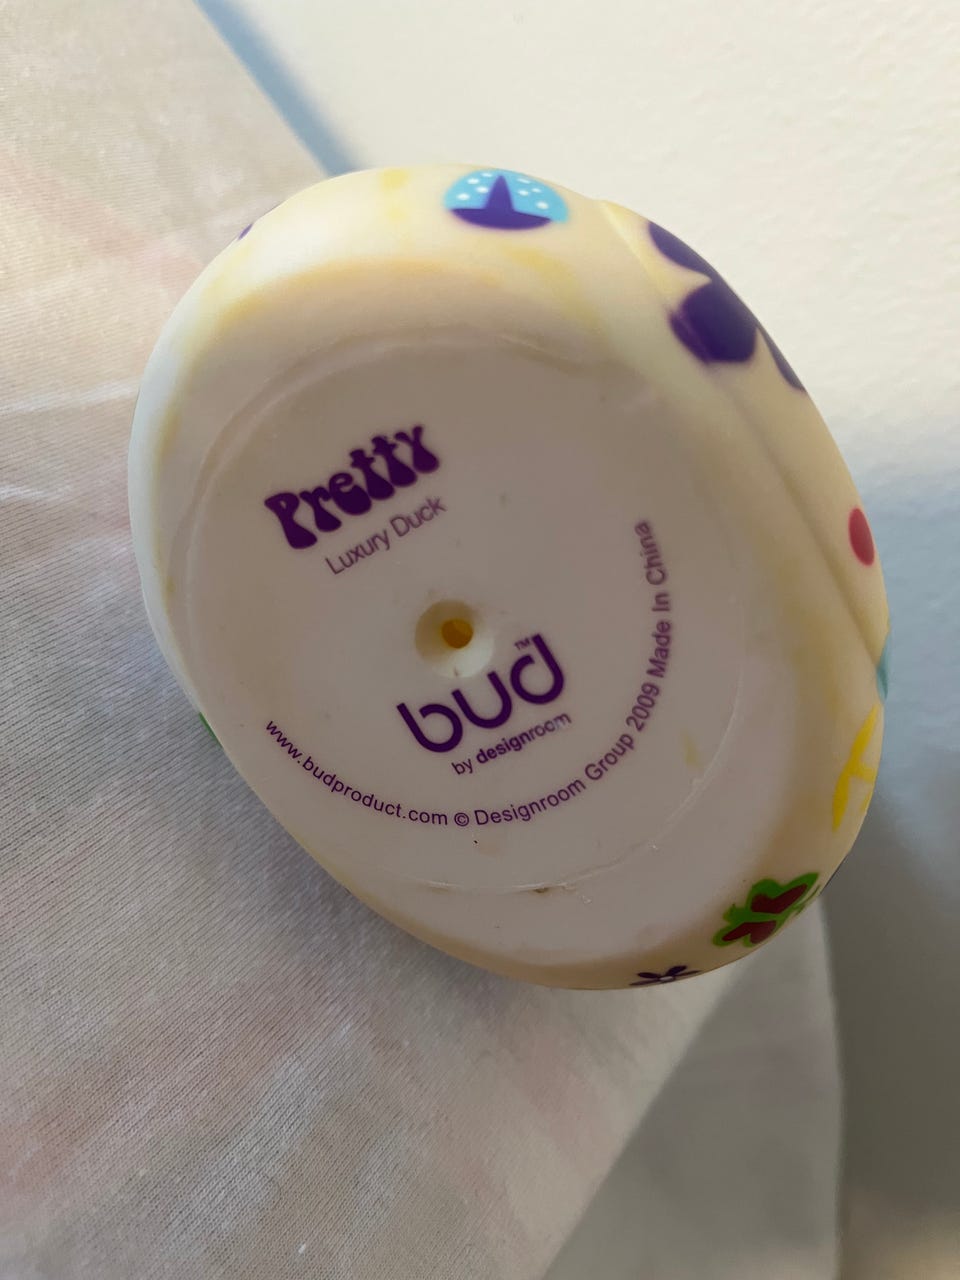 Pretty
Luxury Duck
bud™
by designroom
www.budproduct.com © Designroom Group 2009 Made In China